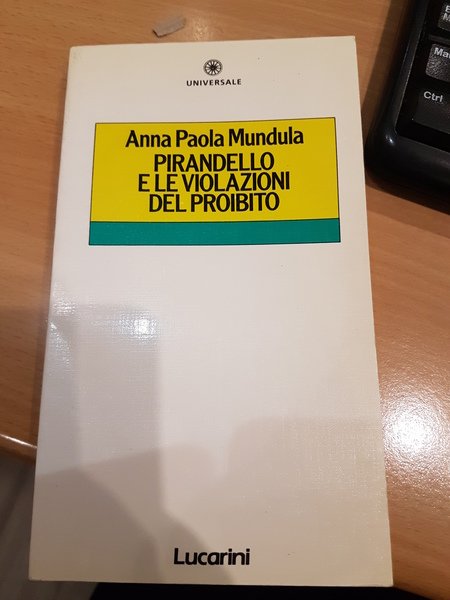 UNIVERSALE
Anna Paola Mundula
PIRANDELLO
E LE VIOLAZIONI
DEL PROIBITO
Lucarini
Ctrl